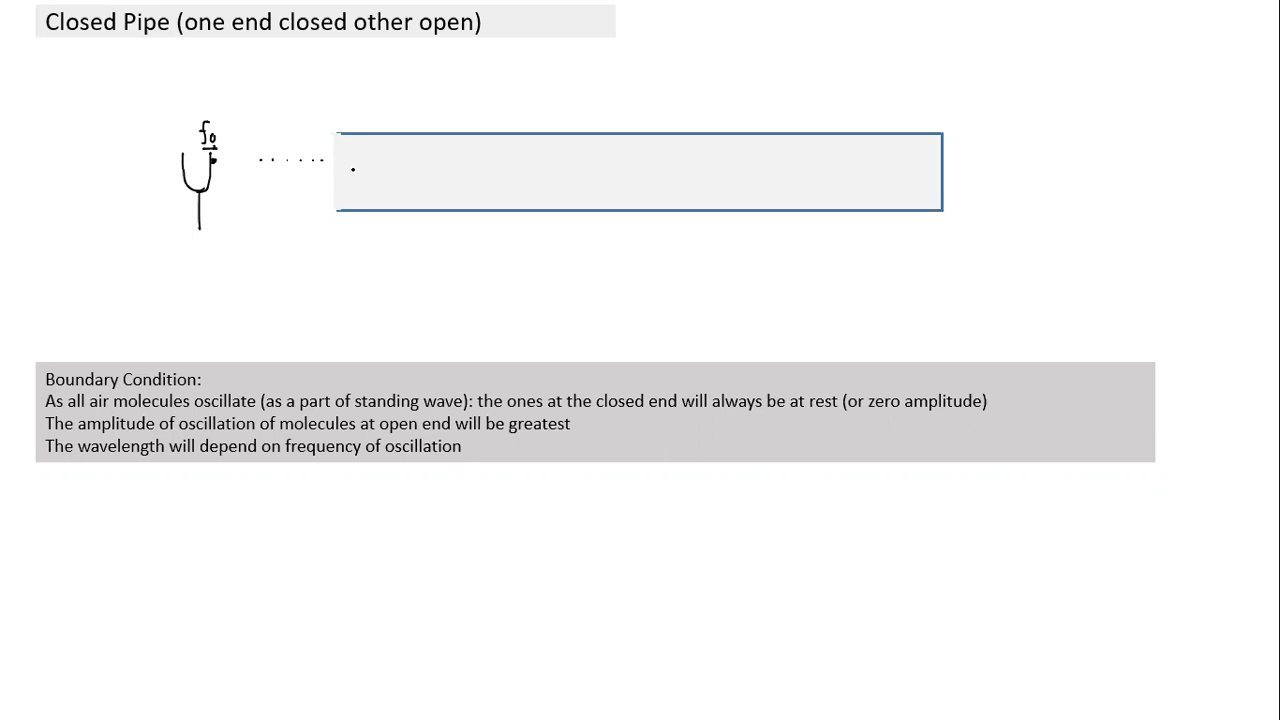 Closed Pipe (one end closed other open)
f₀
Boundary Condition:
As all air molecules oscillate (as a part of standing wave): the ones at the closed end will always be at rest (or zero amplitude)
The amplitude of oscillation of molecules at open end will be greatest
The wavelength will depend on frequency of oscillation